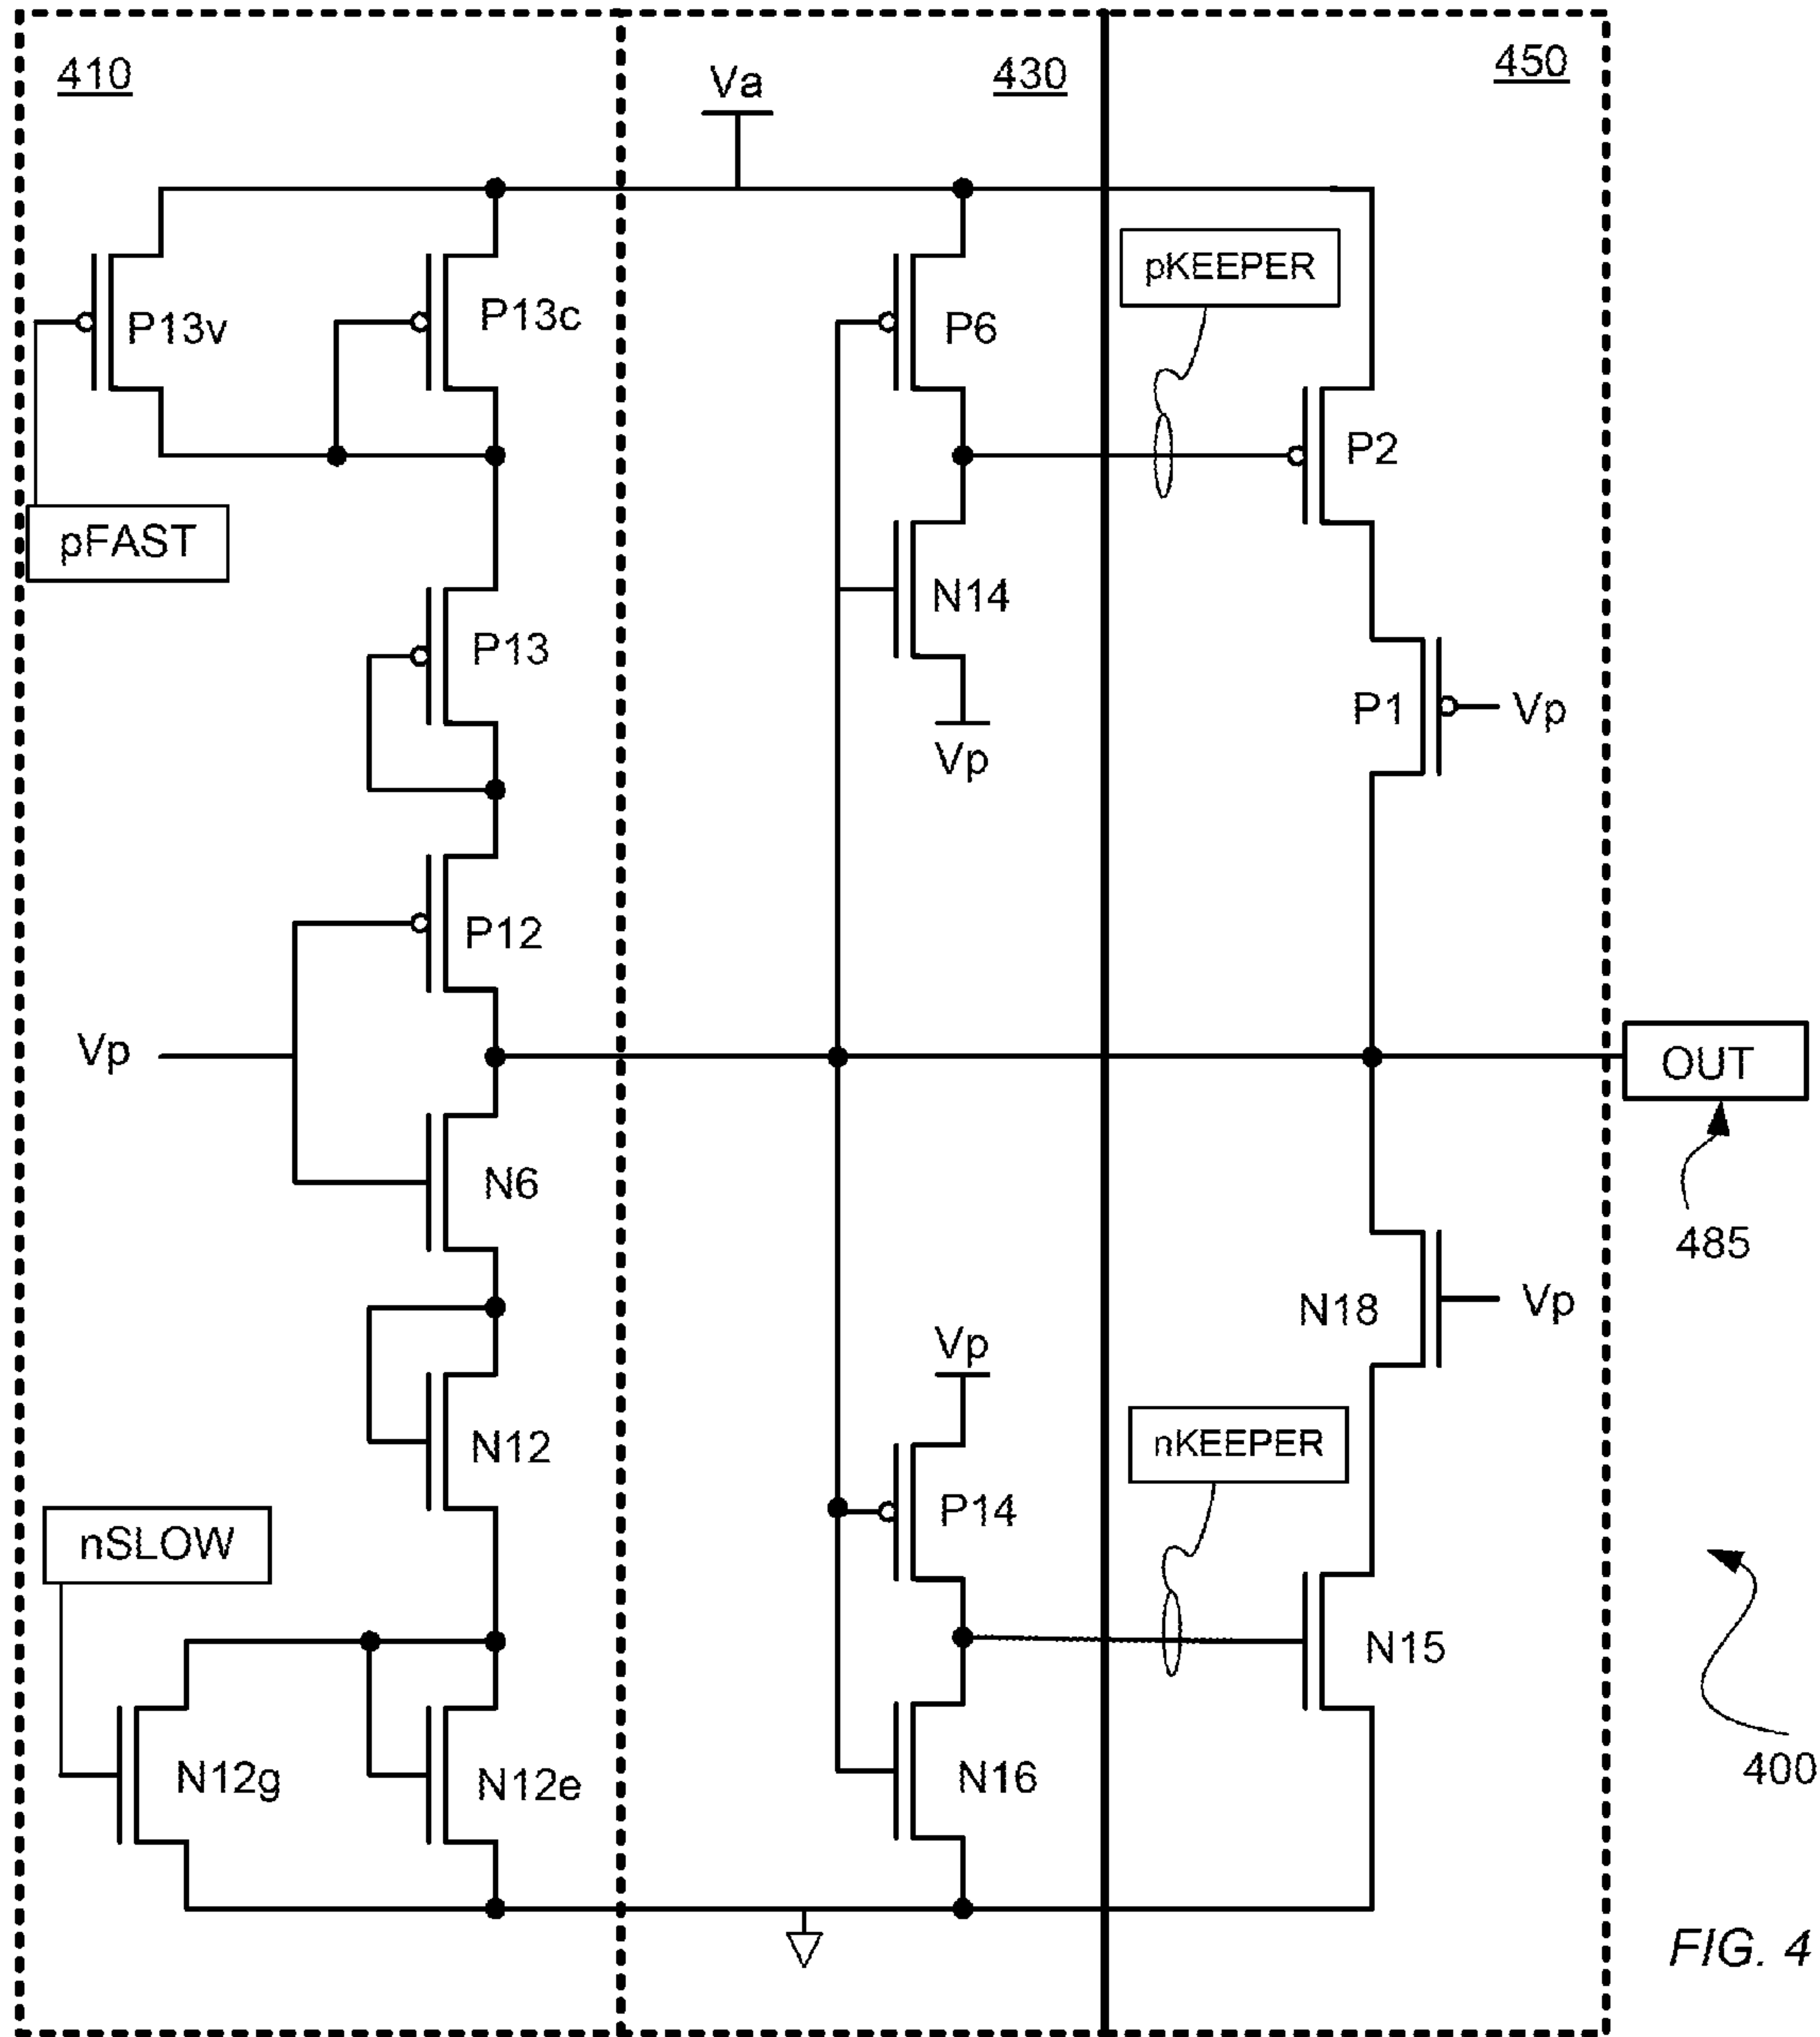 410
430
450
Va
pKEEPER
P13v
P13c
P6
P2
pFAST
N14
P13
P1
Vp
Vp
P12
Vp
OUT
N6
485
N18
Vp
Vp
nKEEPER
N12
P14
nSLOW
N15
N12g
N12e
N16
400
FIG. 4